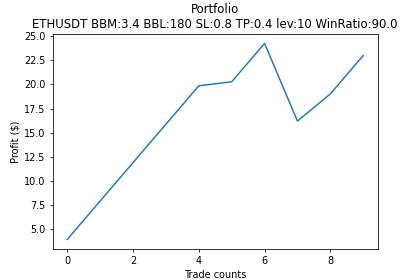 Portfolio
ETHUSDT BBM:3.4 BBL:180 SL:0.8 TP:0.4 lev:10 WinRatio:90.0
25.0
22.5
20.0
17.5
15.0
12.5
10.0
7.5
5.0
Profit ($)
0 2 4 6 8
Trade counts